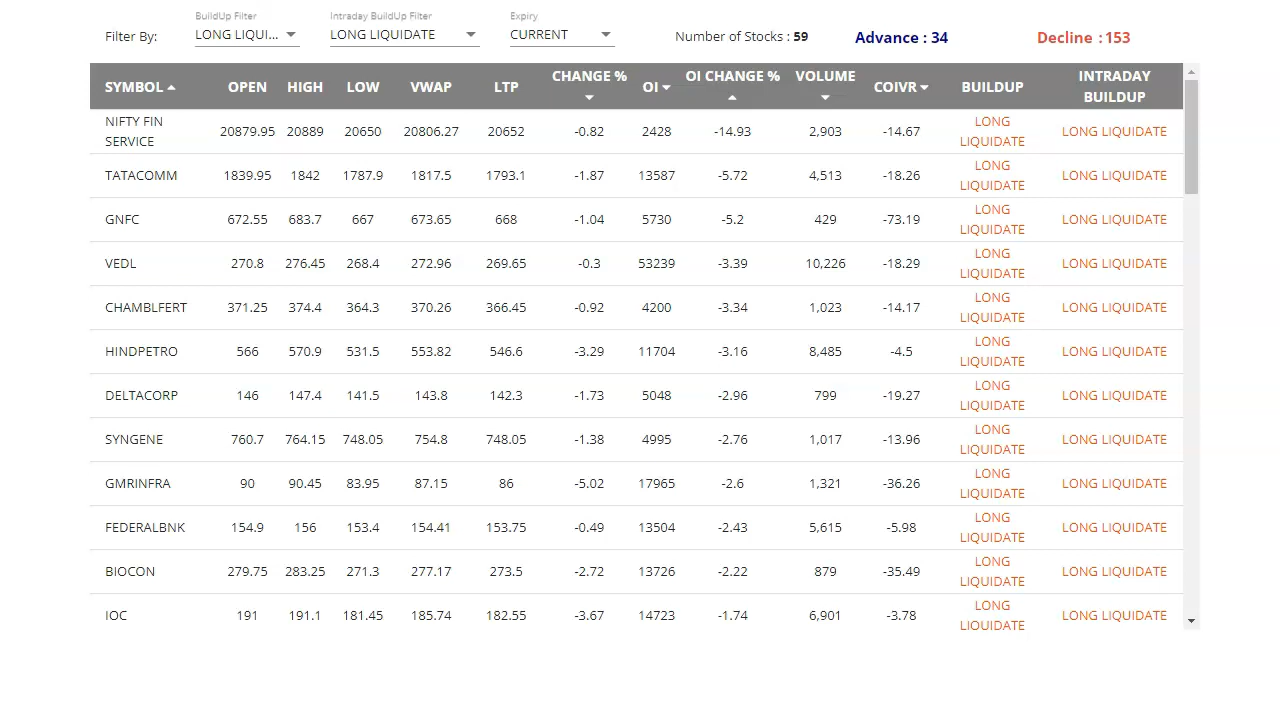 BuildUp Filter Intraday BuildUp Filter Expiry
Filter By: LONG LIQUI... LONG LIQUIDATE CURRENT Number of Stocks : 59 Advance : 34 Decline : 153
SYMBOL OPEN HIGH LOW VWAP LTP CHANGE % OI OI CHANGE % VOLUME COIVR BUILDUP INTRADAY BUILDUP
NIFTY FIN SERVICE 20879.95 20889 20650 20806.27 20652 -0.82 2428 -14.93 2,903 -14.67 LONG LIQUIDATE LONG LIQUIDATE
TATACOMM 1839.95 1842 1787.9 1817.5 1793.1 -1.87 13587 -5.72 4,513 -18.26 LONG LIQUIDATE LONG LIQUIDATE
GNFC 672.55 683.7 667 673.65 668 -1.04 5730 -5.2 429 -73.19 LONG LIQUIDATE LONG LIQUIDATE
VEDL 270.8 276.45 268.4 272.96 269.65 -0.3 53239 -3.39 10,226 -18.29 LONG LIQUIDATE LONG LIQUIDATE
CHAMBLFERT 371.25 374.4 364.3 370.26 366.45 -0.92 4200 -3.34 1,023 -14.17 LONG LIQUIDATE LONG LIQUIDATE
HINDPETRO 566 570.9 531.5 553.82 546.6 -3.29 11704 -3.16 8,485 -4.5 LONG LIQUIDATE LONG LIQUIDATE
DELTACORP 146 147.4 141.5 143.8 142.3 -1.73 5048 -2.96 799 -19.27 LONG LIQUIDATE LONG LIQUIDATE
SYNGENE 760.7 764.15 748.05 754.8 748.05 -1.38 4995 -2.76 1,017 -13.96 LONG LIQUIDATE LONG LIQUIDATE
GMRINFRA 90 90.45 83.95 87.15 86 -5.02 17965 -2.6 1,321 -36.26 LONG LIQUIDATE LONG LIQUIDATE
FEDERALBNK 154.9 156 153.4 154.41 153.75 -0.49 13504 -2.43 5,615 -5.98 LONG LIQUIDATE LONG LIQUIDATE
BIOCON 279.75 283.25 271.3 277.17 273.5 -2.72 13726 -2.22 879 -35.49 LONG LIQUIDATE LONG LIQUIDATE
IOC 191 191.1 181.45 185.74 182.55 -3.67 14723 -1.74 6,901 -3.78 LONG LIQUIDATE LONG LIQUIDATE